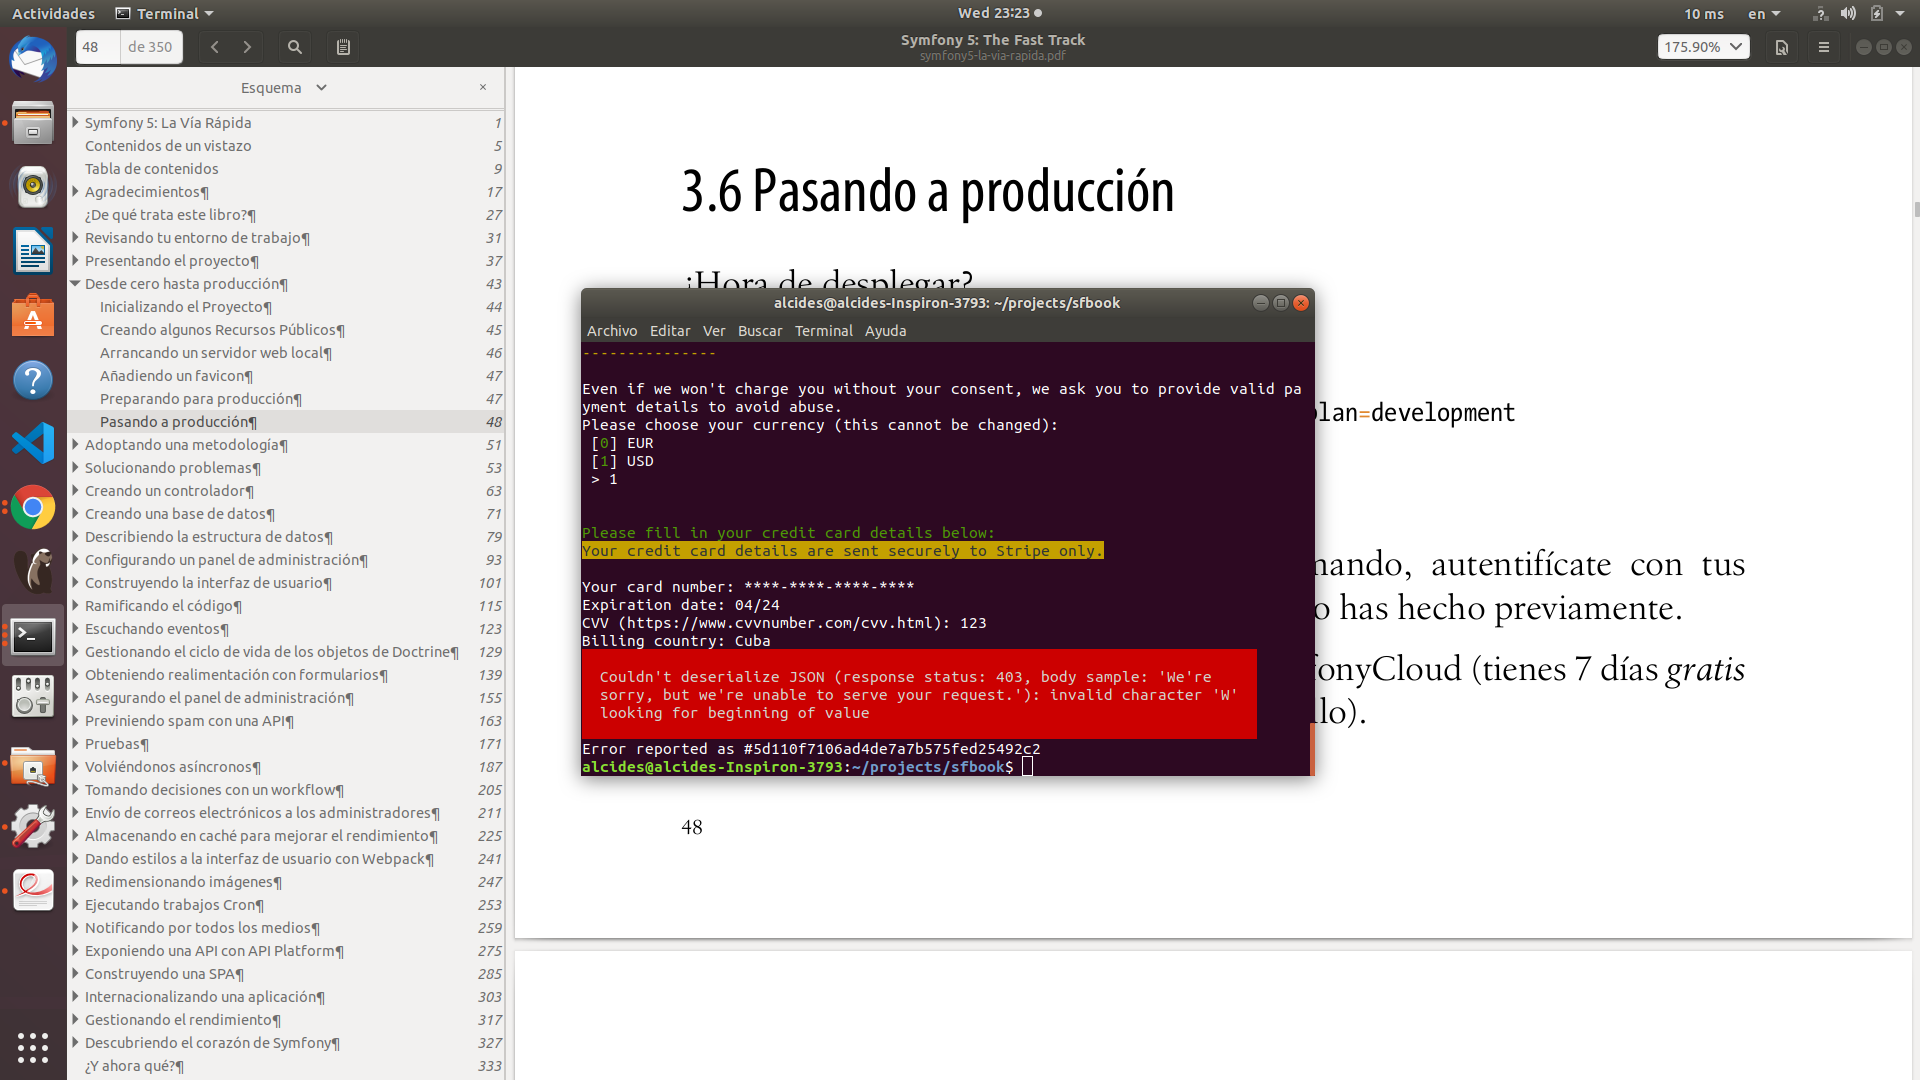 Actividades
Terminal
Wed 23:23
10 ms
en
48
de 350
Symfony 5: The Fast Track
symfony5-la-via-rapida.pdf
175.90%
Esquema
Symfony 5: La Vía Rápida 1
Contenidos de un vistazo 5
Tabla de contenidos 9
Agradecimientos¶ 17
¿De qué trata este libro?¶ 27
Revisando tu entorno de trabajo¶ 31
Presentando el proyecto¶ 37
Desde cero hasta producción¶ 43
Inicializando el Proyecto¶ 44
Creando algunos Recursos Públicos¶ 45
Arrancando un servidor web local¶ 46
Añadiendo un favicon¶ 47
Preparando para producción¶ 47
Pasando a producción¶ 48
Adoptando una metodología¶ 51
Solucionando problemas¶ 53
Creando un controlador¶ 63
Creando una base de datos¶ 71
Describiendo la estructura de datos¶ 79
Configurando un panel de administración¶ 93
Construyendo la interfaz de usuario¶ 101
Ramificando el código¶ 115
Escuchando eventos¶ 123
Gestionando el ciclo de vida de los objetos de Doctrine¶ 129
Obteniendo realimentación con formularios¶ 139
Asegurando el panel de administración¶ 155
Previniendo spam con una API¶ 163
Pruebas¶ 171
Volviéndonos asíncronos¶ 187
Tomando decisiones con un workflow¶ 205
Envío de correos electrónicos a los administradores¶ 211
Almacenando en caché para mejorar el rendimiento¶ 225
Dando estilos a la interfaz de usuario con Webpack¶ 241
Redimensionando imágenes¶ 247
Ejecutando trabajos Cron¶ 253
Notificando por todos los medios¶ 259
Exponiendo una API con API Platform¶ 275
Construyendo una SPA¶ 285
Internacionalizando una aplicación¶ 303
Gestionando el rendimiento¶ 317
Descubriendo el corazón de Symfony¶ 327
¿Y ahora qué?¶ 333
3.6 Pasando a producción
¿Hora de desplegar?
plan=development
mando, autentifícate con tus
o has hecho previamente.
fonyCloud (tienes 7 días gratis
lo).
48
alcides@alcides-Inspiron-3793: ~/projects/sfbook
Archivo Editar Ver Buscar Terminal Ayuda
---------------
Even if we won't charge you without your consent, we ask you to provide valid pa
yment details to avoid abuse.
Please choose your currency (this cannot be changed):
[0] EUR
[1] USD
> 1
Please fill in your credit card details below:
Your credit card details are sent securely to Stripe only.
Your card number: ****-****-****-****
Expiration date: 04/24
CVV (https://www.cvvnumber.com/cvv.html): 123
Billing country: Cuba
Couldn't deserialize JSON (response status: 403, body sample: 'We're
sorry, but we're unable to serve your request.'): invalid character 'W'
looking for beginning of value
Error reported as #5d110f7106ad4de7a7b575fed25492c2
alcides@alcides-Inspiron-3793:~/projects/sfbook$